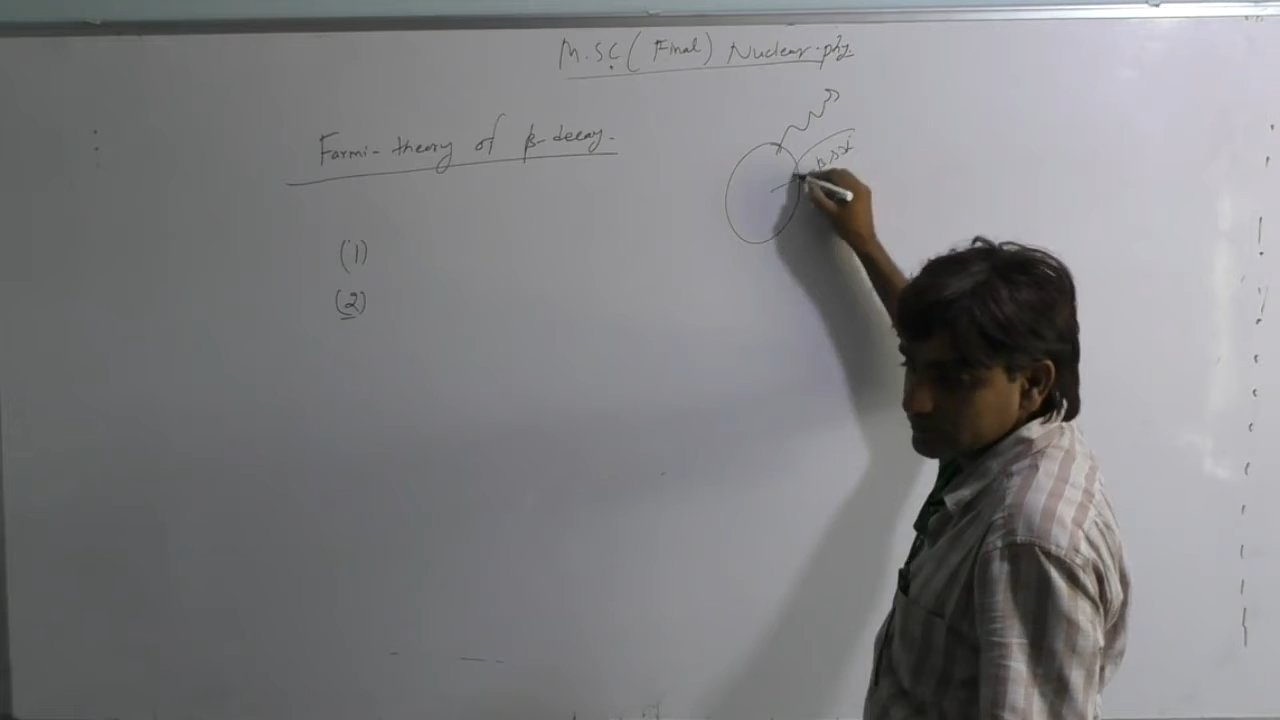 M.SC (Final) Nuclear-phy
Farmi-theory of β-decay-
(1)
(2)